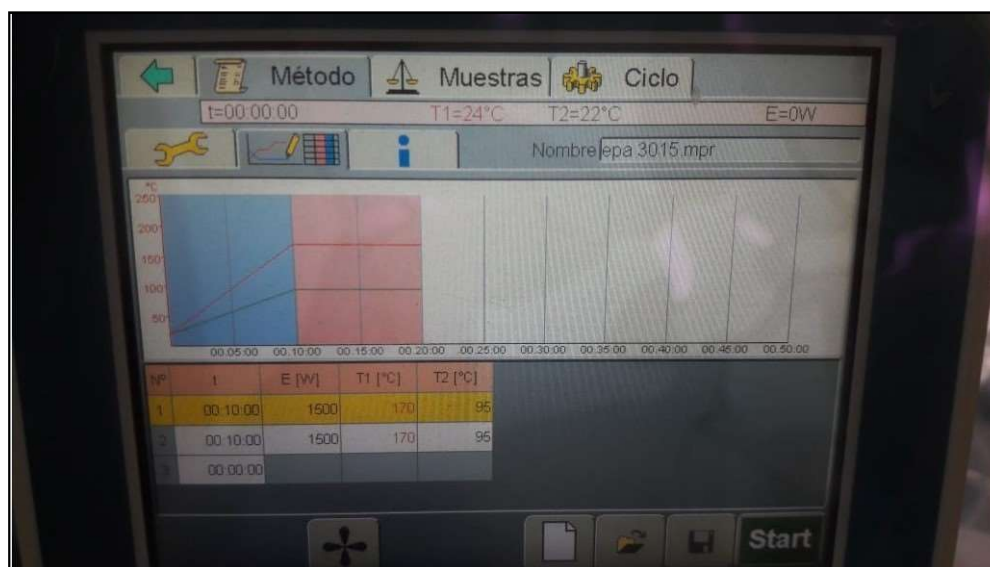 Método Muestras Ciclo
t=00:00:00 T1=24°C T2=22°C E=0W
Nombre epa 3015.mpr
°C
250
200
150
100
50
00:05:00 00:10:00 00:15:00 00:20:00 00:25:00 00:30:00 00:35:00 00:40:00 00:45:00 00:50:00
Nº t E [W] T1 [°C] T2 [°C]
1 00:10:00 1500 170 95
2 00:10:00 1500 170 95
3 00:00:00
Start